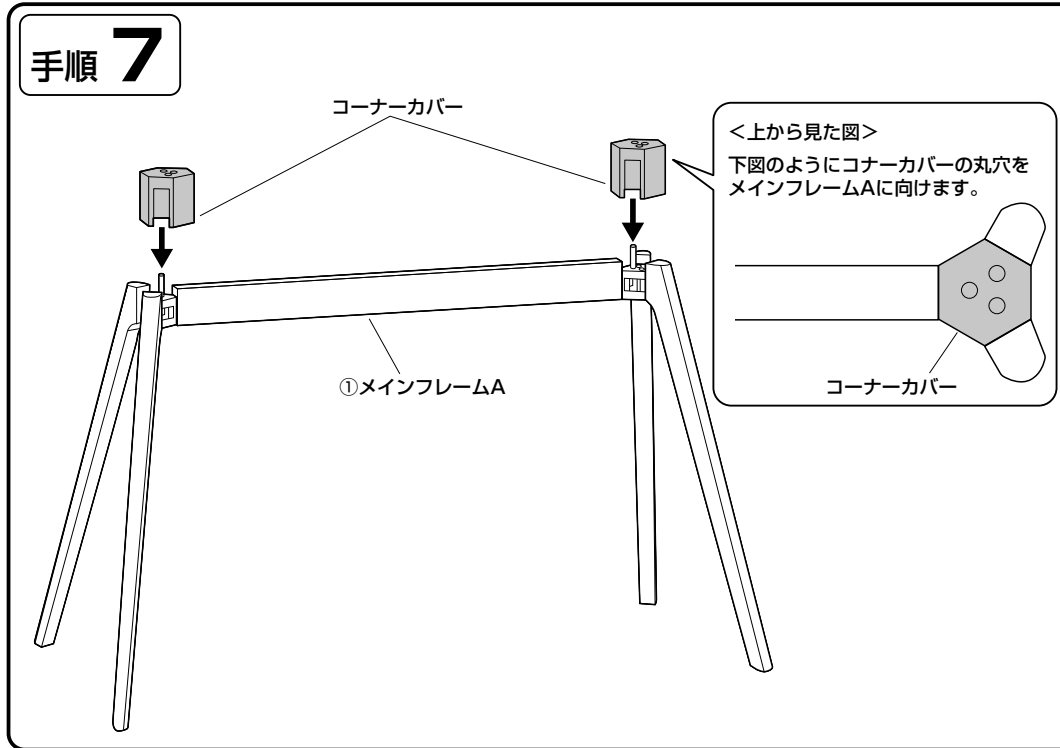 手順 7
コーナーカバー
＜上から見た図＞
下図のようにコナーカバーの丸穴を
メインフレームAに向けます。
①メインフレームA
コーナーカバー